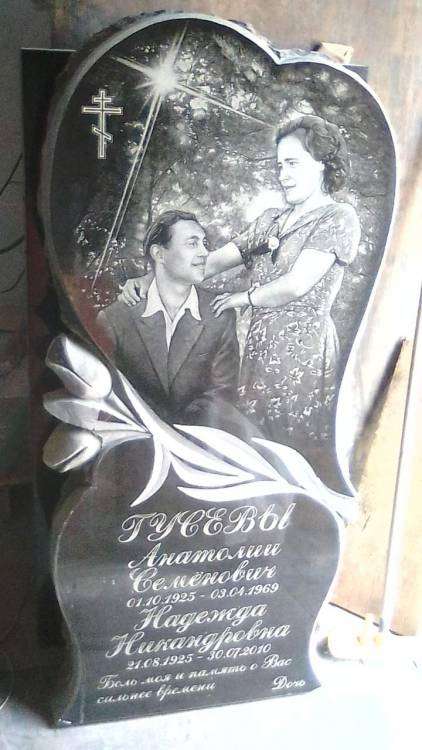 ГУСЕВЫ
Анатолий
Семенович
01.10.1925 - 03.04.1969
Надежда
Никандровна
21.08.1925 - 30.07.2010
Боль моя и память о Вас
сильнее времени Дочь